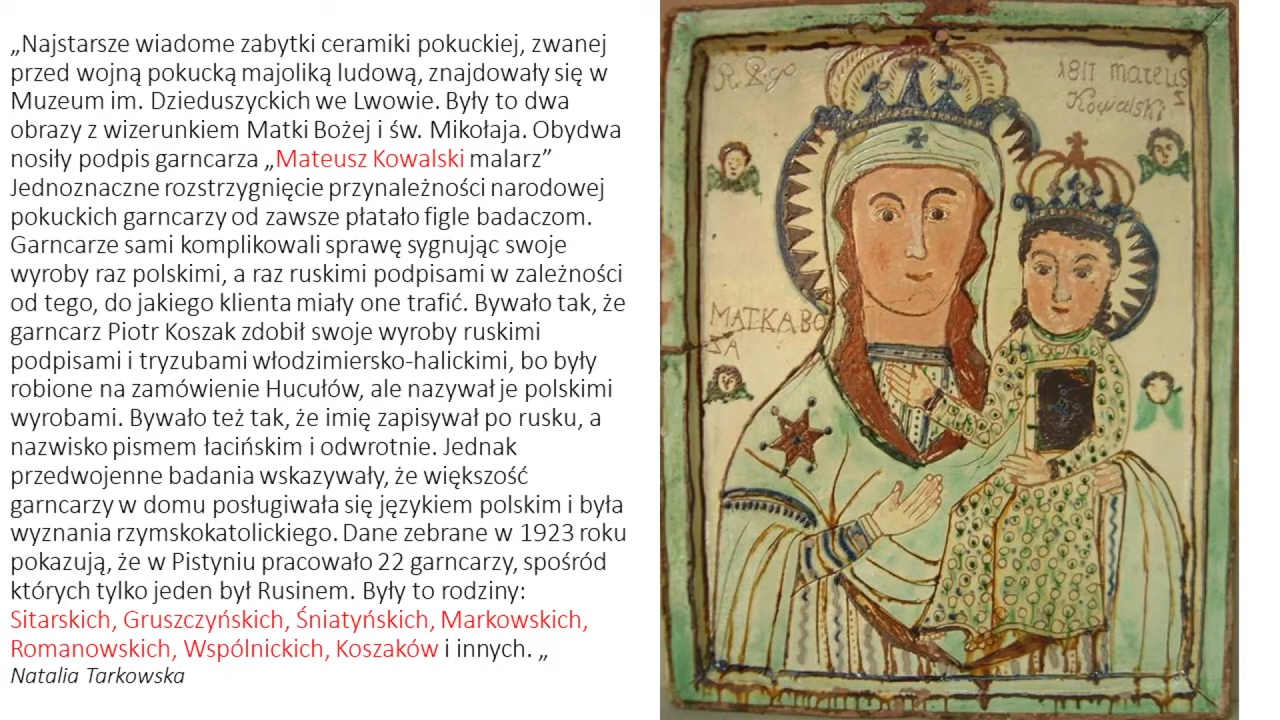 „Najstarsze wiadome zabytki ceramiki pokuckiej, zwanej
przed wojną pokucką majoliką ludową, znajdowały się w
Muzeum im. Dzieduszyckich we Lwowie. Były to dwa
obrazy z wizerunkiem Matki Bożej i św. Mikołaja. Obydwa
nosiły podpis garncarza „Mateusz Kowalski malarz”
Jednoznaczne rozstrzygnięcie przynależności narodowej
pokuckich garncarzy od zawsze płatało figle badaczom.
Garncarze sami komplikowali sprawę sygnując swoje
wyroby raz polskimi, a raz ruskimi podpisami w zależności
od tego, do jakiego klienta miały one trafić. Bywało tak, że
garncarz Piotr Koszak zdobił swoje wyroby ruskimi
podpisami i tryzubami włodzimiersko-halickimi, bo były
robione na zamówienie Hucułów, ale nazywał je polskimi
wyrobami. Bywało też tak, że imię zapisywał po rusku, a
nazwisko pismem łacińskim i odwrotnie. Jednak
przedwojenne badania wskazywały, że większość
garncarzy w domu posługiwała się językiem polskim i była
wyznania rzymskokatolickiego. Dane zebrane w 1923 roku
pokazują, że w Pistyniu pracowało 22 garncarzy, spośród
których tylko jeden był Rusinem. Były to rodziny:
Sitarskich, Gruszczyńskich, Śniatyńskich, Markowskich,
Romanowskich, Wspólnickich, Koszaków i innych. „
Natalia Tarkowska
mateus
Kowalski
MATKA BO